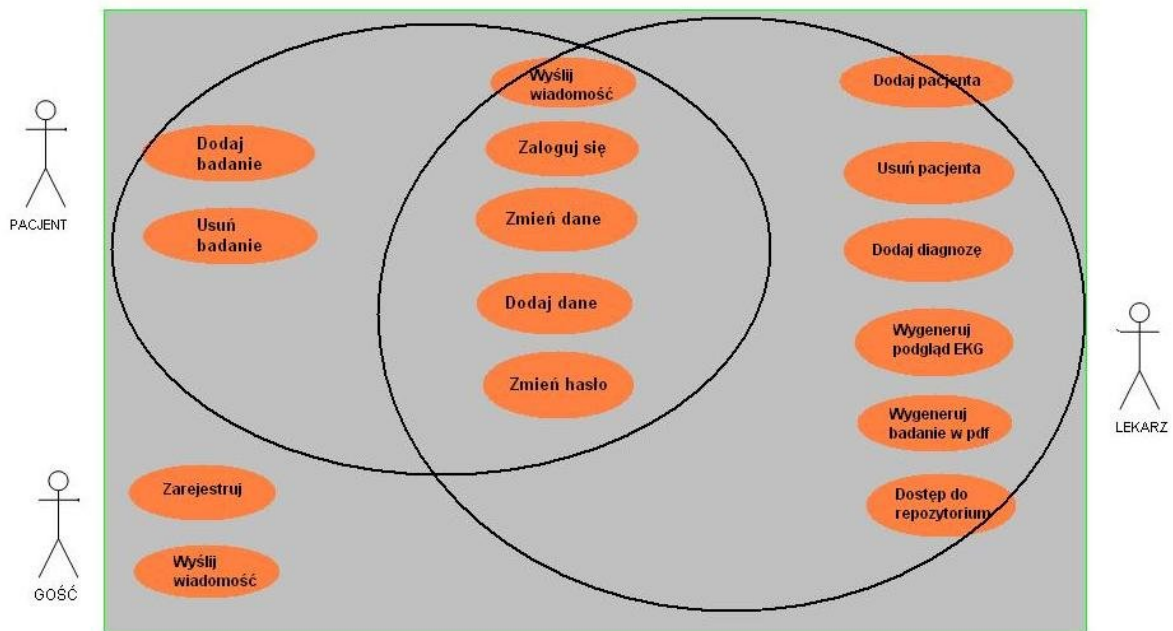 PACJENT
Dodaj
badanie
Usuń
badanie
Wyślij
wiadomość
Zaloguj się
Zmień dane
Dodaj dane
Zmień hasło
Dodaj pacjenta
Usuń pacjenta
Dodaj diagnozę
Wygeneruj
podgląd EKG
Wygeneruj
badanie w pdf
Dostęp do
repozytorium
LEKARZ
GOŚĆ
Zarejestruj
Wyślij
wiadomość